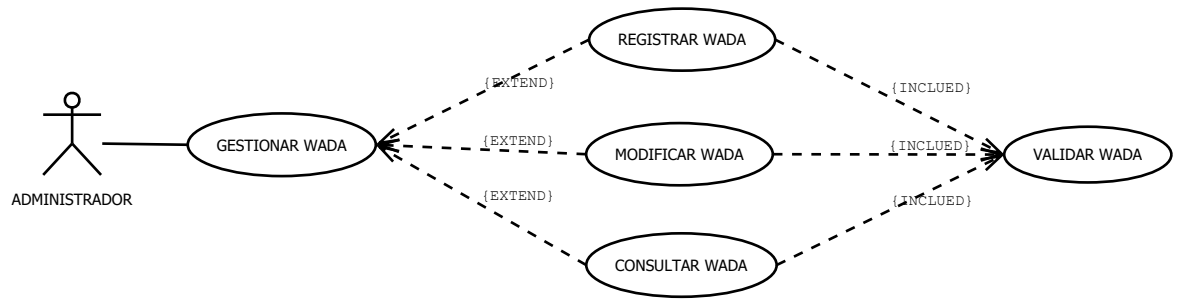 REGISTRAR WADA
{EXTEND}
{INCLUED}
GESTIONAR WADA
{EXTEND}
MODIFICAR WADA
{INCLUED}
VALIDAR WADA
ADMINISTRADOR
{EXTEND}
{INCLUED}
CONSULTAR WADA